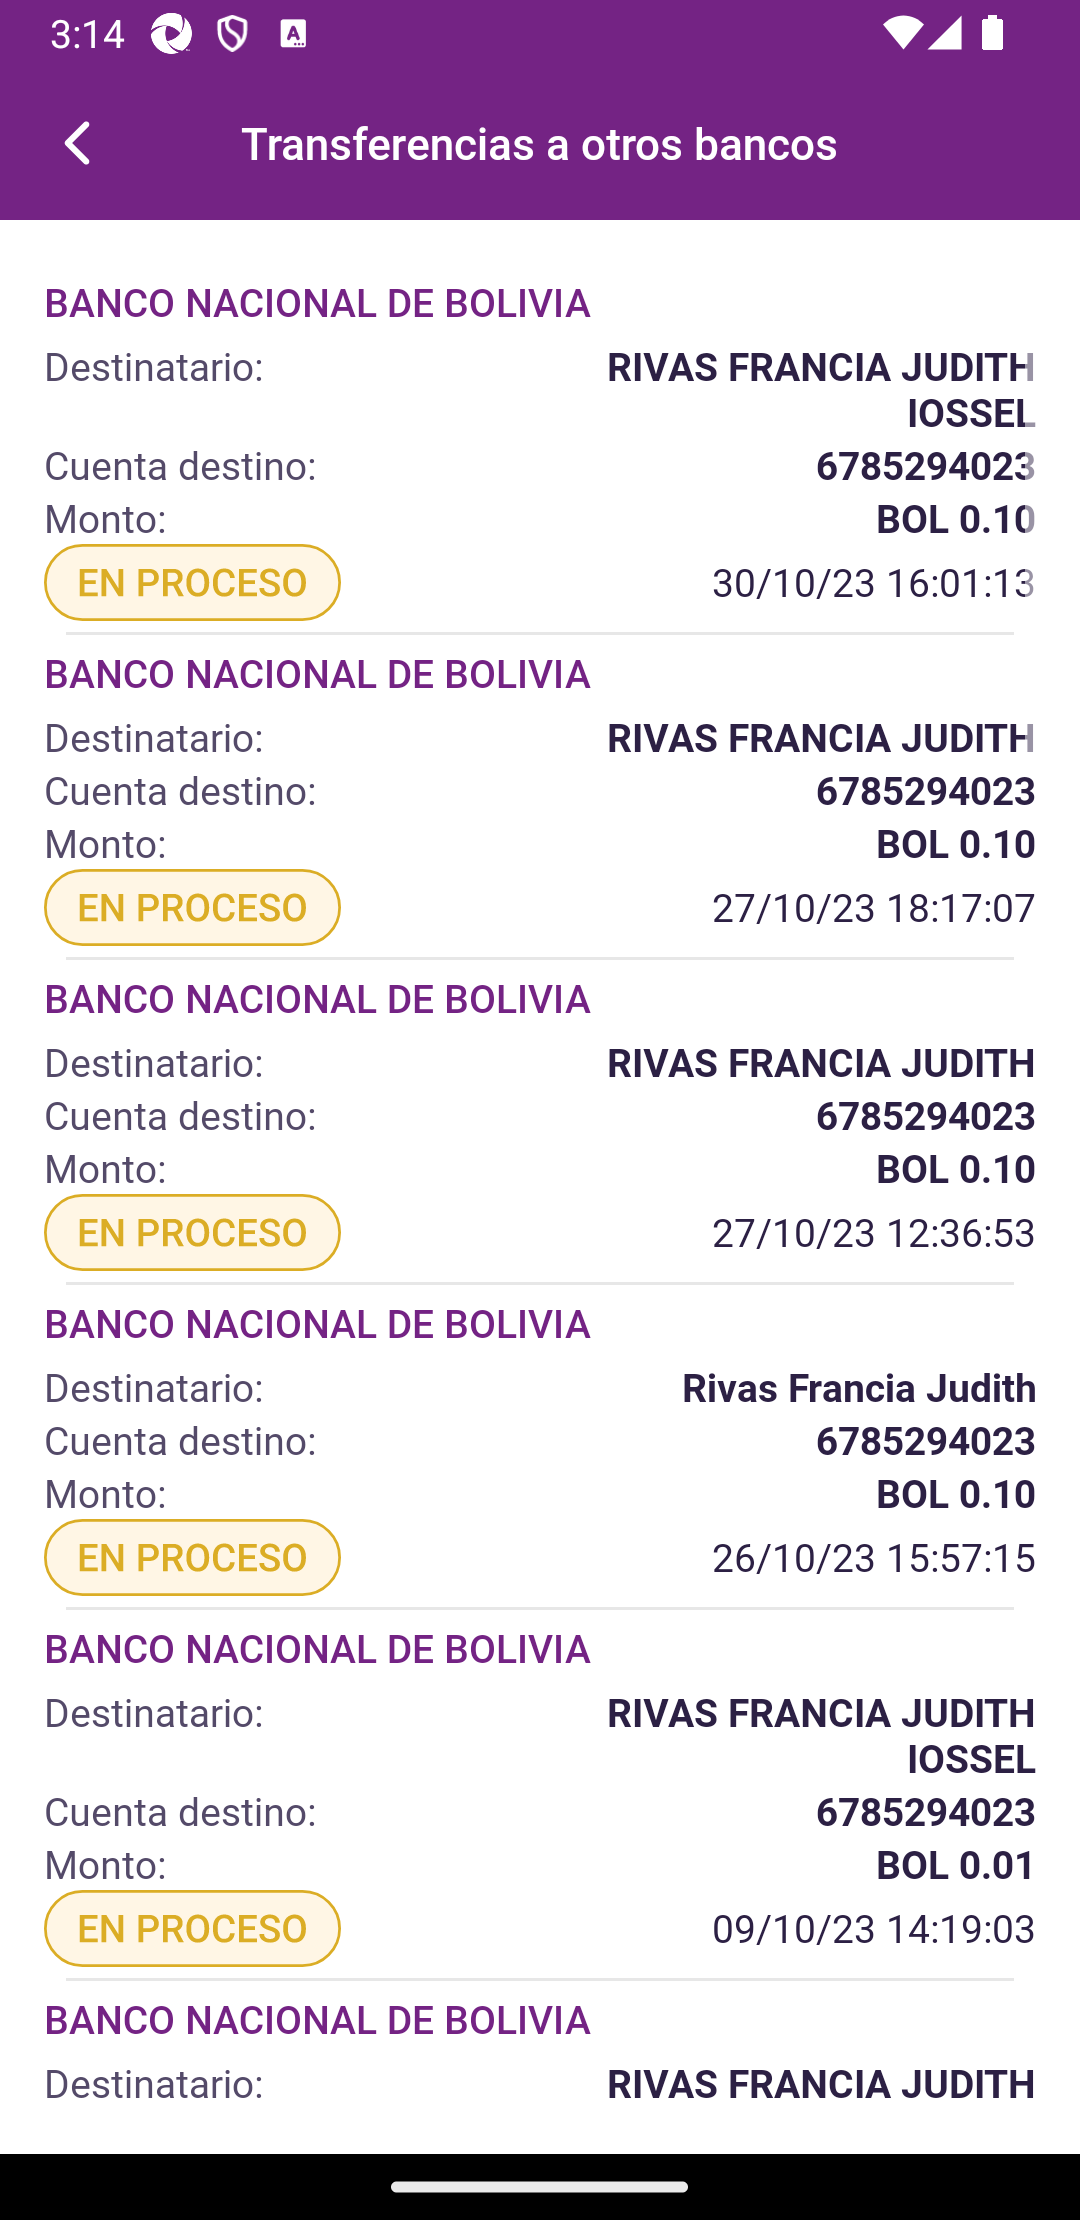 3:14
Transferencias a otros bancos
BANCO NACIONAL DE BOLIVIA
Destinatario: RIVAS FRANCIA JUDITH
IOSSEL
Cuenta destino: 6785294023
Monto: BOL 0.10
EN PROCESO 30/10/23 16:01:13
BANCO NACIONAL DE BOLIVIA
Destinatario: RIVAS FRANCIA JUDITH
Cuenta destino: 6785294023
Monto: BOL 0.10
EN PROCESO 27/10/23 18:17:07
BANCO NACIONAL DE BOLIVIA
Destinatario: RIVAS FRANCIA JUDITH
Cuenta destino: 6785294023
Monto: BOL 0.10
EN PROCESO 27/10/23 12:36:53
BANCO NACIONAL DE BOLIVIA
Destinatario: Rivas Francia Judith
Cuenta destino: 6785294023
Monto: BOL 0.10
EN PROCESO 26/10/23 15:57:15
BANCO NACIONAL DE BOLIVIA
Destinatario: RIVAS FRANCIA JUDITH
IOSSEL
Cuenta destino: 6785294023
Monto: BOL 0.01
EN PROCESO 09/10/23 14:19:03
BANCO NACIONAL DE BOLIVIA
Destinatario: RIVAS FRANCIA JUDITH